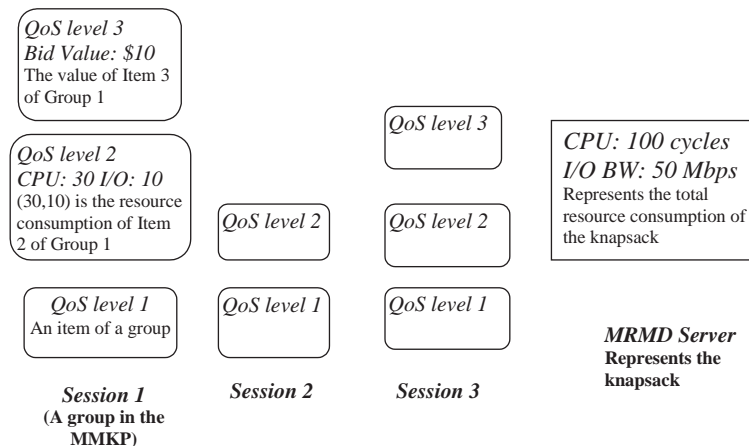 QoS level 3
Bid Value: $10
The value of Item 3
of Group 1
QoS level 2
CPU: 30 I/O: 10
(30,10) is the resource
consumption of Item
2 of Group 1
QoS level 1
An item of a group
Session 1
(A group in the
MMKP)
QoS level 2
QoS level 1
Session 2
QoS level 3
QoS level 2
QoS level 1
Session 3
CPU: 100 cycles
I/O BW: 50 Mbps
Represents the total
resource consumption of
the knapsack
MRMD Server
Represents the
knapsack